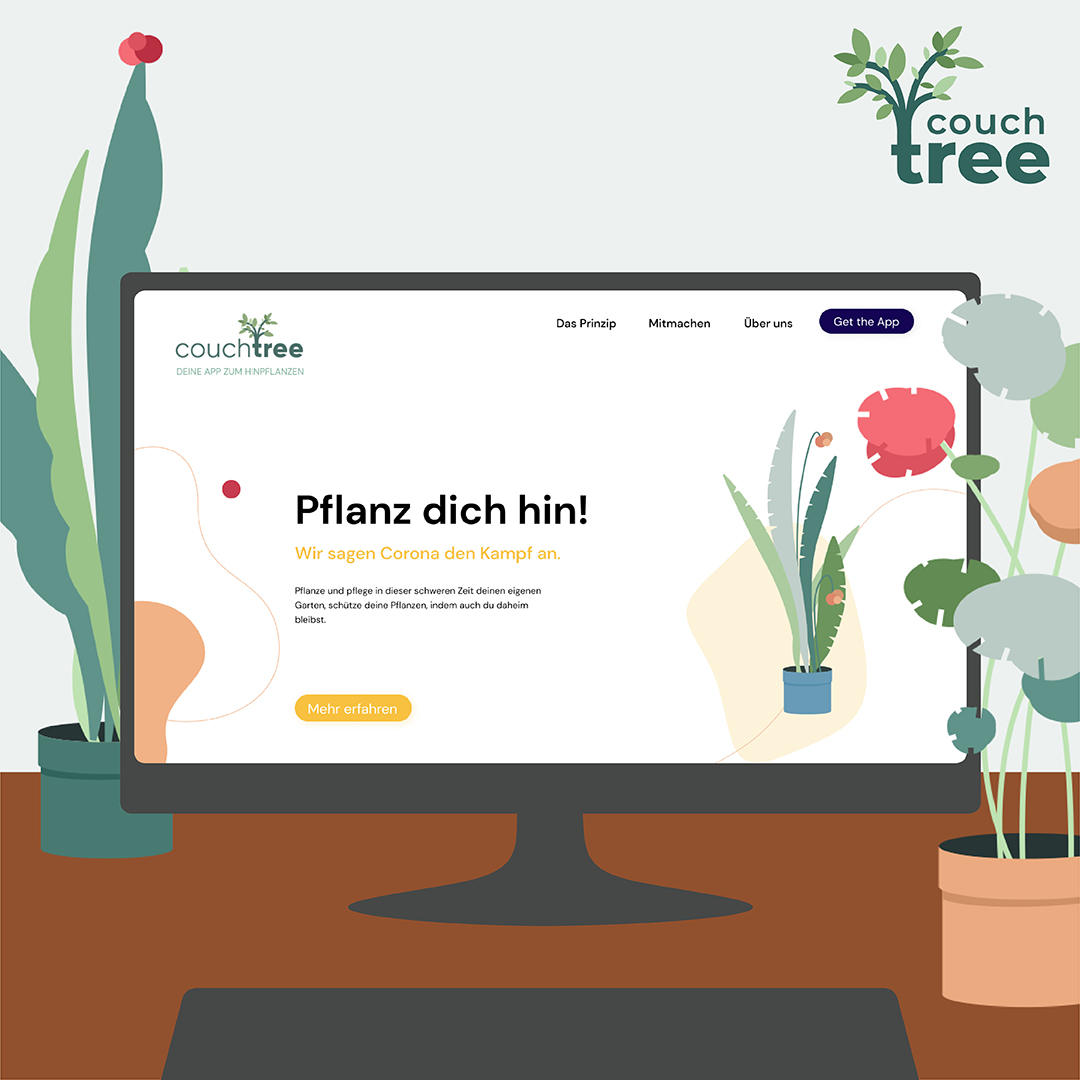 couch
tree
couchtree
DEINE APP ZUM HINPFLANZEN
Das Prinzip
Mitmachen
Über uns
Get the App
Pflanz dich hin!
Wir sagen Corona den Kampf an.
Pflanze und pflege in dieser schweren Zeit deinen eigenen
Garten, schütze deine Pflanzen, indem auch du daheim
bleibst.
Mehr erfahren